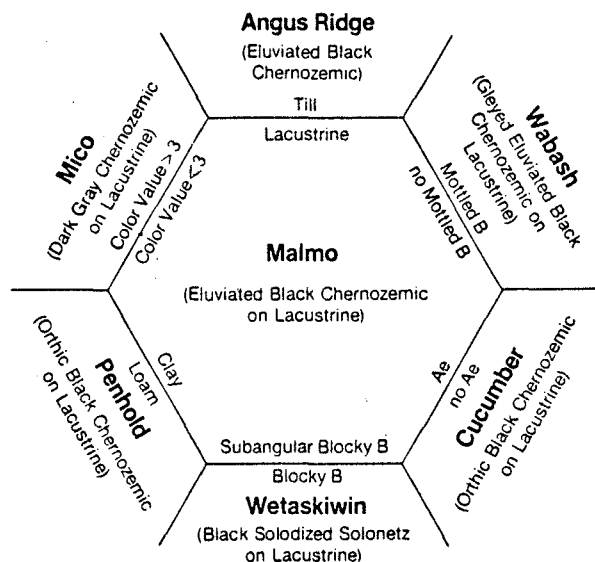 Angus Ridge
(Eluviated Black
Chernozemic)
Till
Lacustrine
Mico
(Dark Gray Chernozemic
on Lacustrine)
Color Value > 3
Color Value < 3
Wabash
(Gleyed Eluviated Black
Chernozemic on
Lacustrine)
Mottled B
no Mottled B
Malmo
(Eluviated Black Chernozemic
on Lacustrine)
Clay
Loam
Penhold
(Orthic Black Chernozemic
on Lacustrine)
Ae
no Ae
Cucumber
(Orthic Black Chernozemic
on Lacustrine)
Subangular Blocky B
Blocky B
Wetaskiwin
(Black Solodized Solonetz
on Lacustrine)